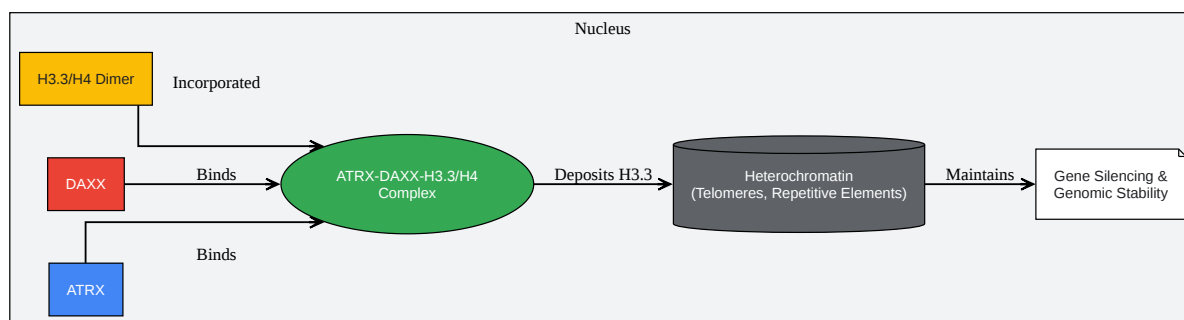 Nucleus
H3.3/H4 Dimer
Incorporated
DAXX
Binds
ATRX-DAXX-H3.3/H4
Complex
Deposits H3.3
Heterochromatin
(Telomeres, Repetitive Elements)
Maintains
Gene Silencing &
Genomic Stability
Binds
ATRX